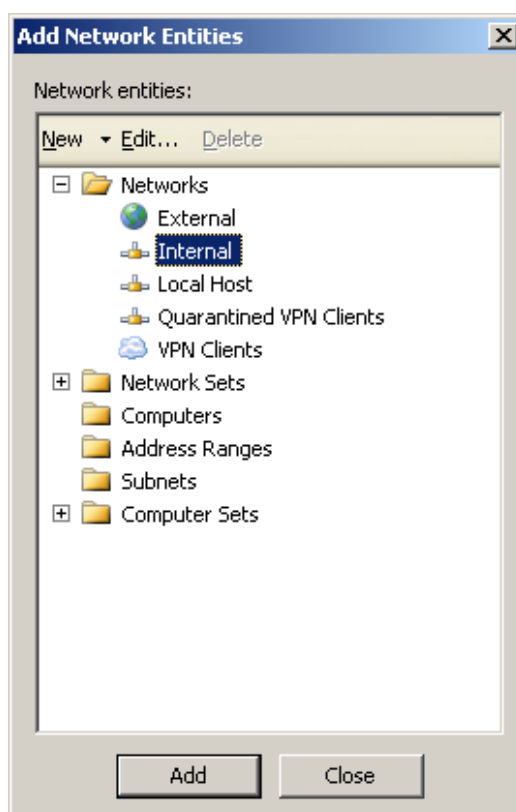 Add Network Entities
Network entities:
New Edit... Delete
Networks
External
Internal
Local Host
Quarantined VPN Clients
VPN Clients
Network Sets
Computers
Address Ranges
Subnets
Computer Sets
Add Close